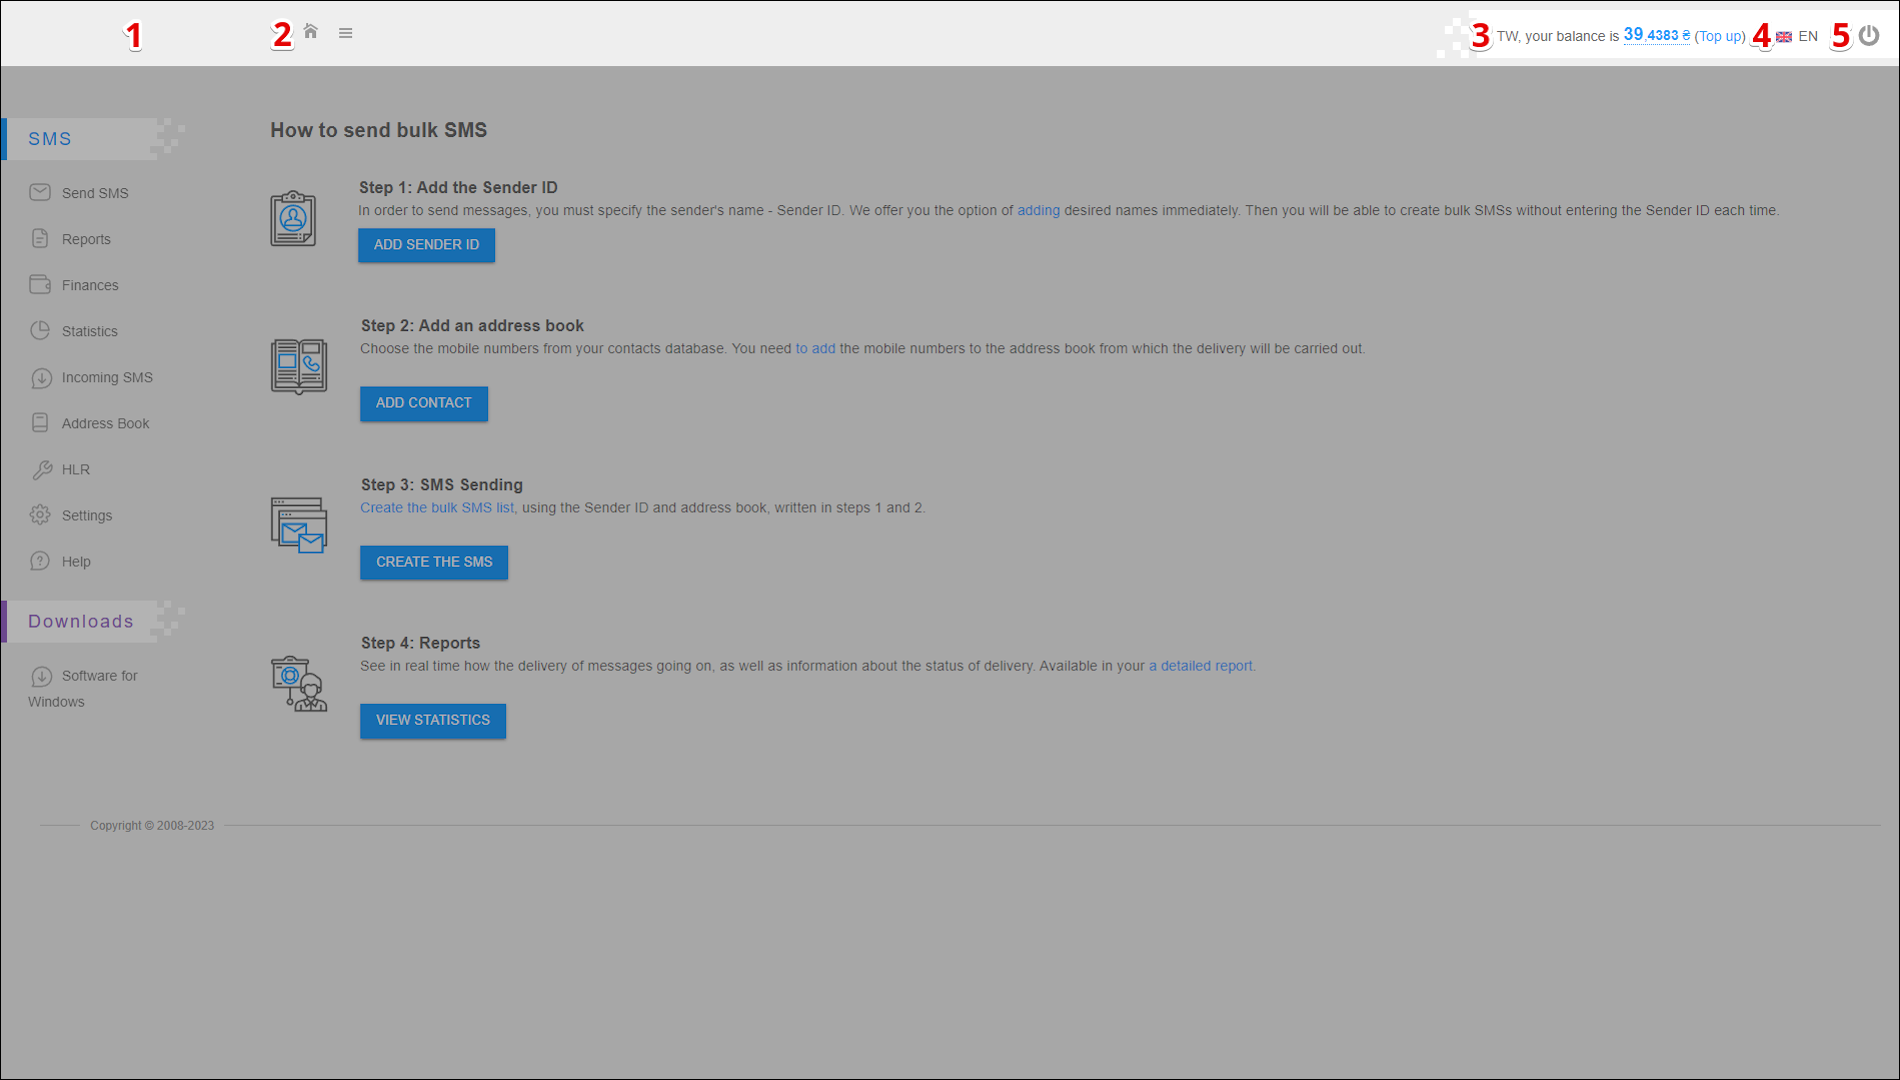 1
2
3 TW, your balance is 39,4383 ₴ (Top up) 4 EN 5
SMS
Send SMS
Reports
Finances
Statistics
Incoming SMS
Address Book
HLR
Settings
Help
Downloads
Software for
Windows
How to send bulk SMS
Step 1: Add the Sender ID
In order to send messages, you must specify the sender's name - Sender ID. We offer you the option of adding desired names immediately. Then you will be able to create bulk SMSs without entering the Sender ID each time.
ADD SENDER ID
Step 2: Add an address book
Choose the mobile numbers from your contacts database. You need to add the mobile numbers to the address book from which the delivery will be carried out.
ADD CONTACT
Step 3: SMS Sending
Create the bulk SMS list, using the Sender ID and address book, written in steps 1 and 2.
CREATE THE SMS
Step 4: Reports
See in real time how the delivery of messages going on, as well as information about the status of delivery. Available in your a detailed report.
VIEW STATISTICS
Copyright © 2008-2023